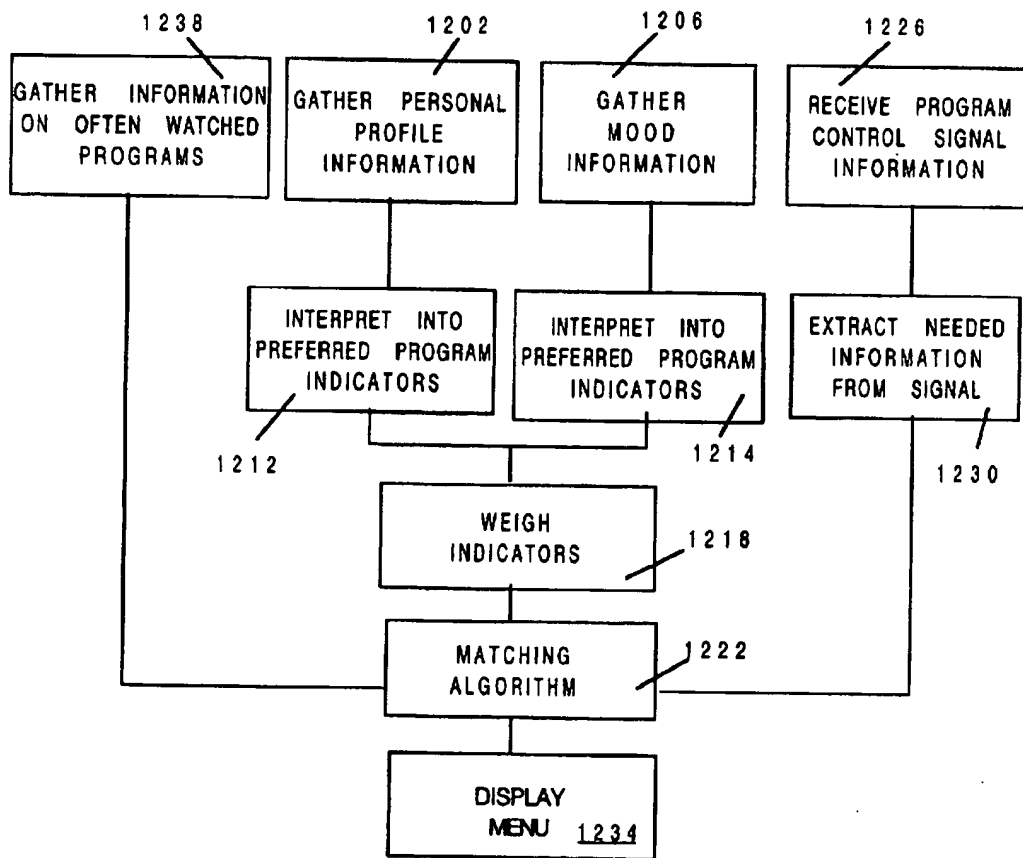 1238
1202
1206
1226
GATHER INFORMATION
ON OFTEN WATCHED
PROGRAMS
GATHER PERSONAL
PROFILE
INFORMATION
GATHER
MOOD
INFORMATION
RECEIVE PROGRAM
CONTROL SIGNAL
INFORMATION
INTERPRET INTO
PREFERRED PROGRAM
INDICATORS
INTERPRET INTO
PREFERRED PROGRAM
INDICATORS
EXTRACT NEEDED
INFORMATION
FROM SIGNAL
1212
1214
1230
WEIGH
INDICATORS
1218
MATCHING
ALGORITHM
1222
DISPLAY
MENU 1234